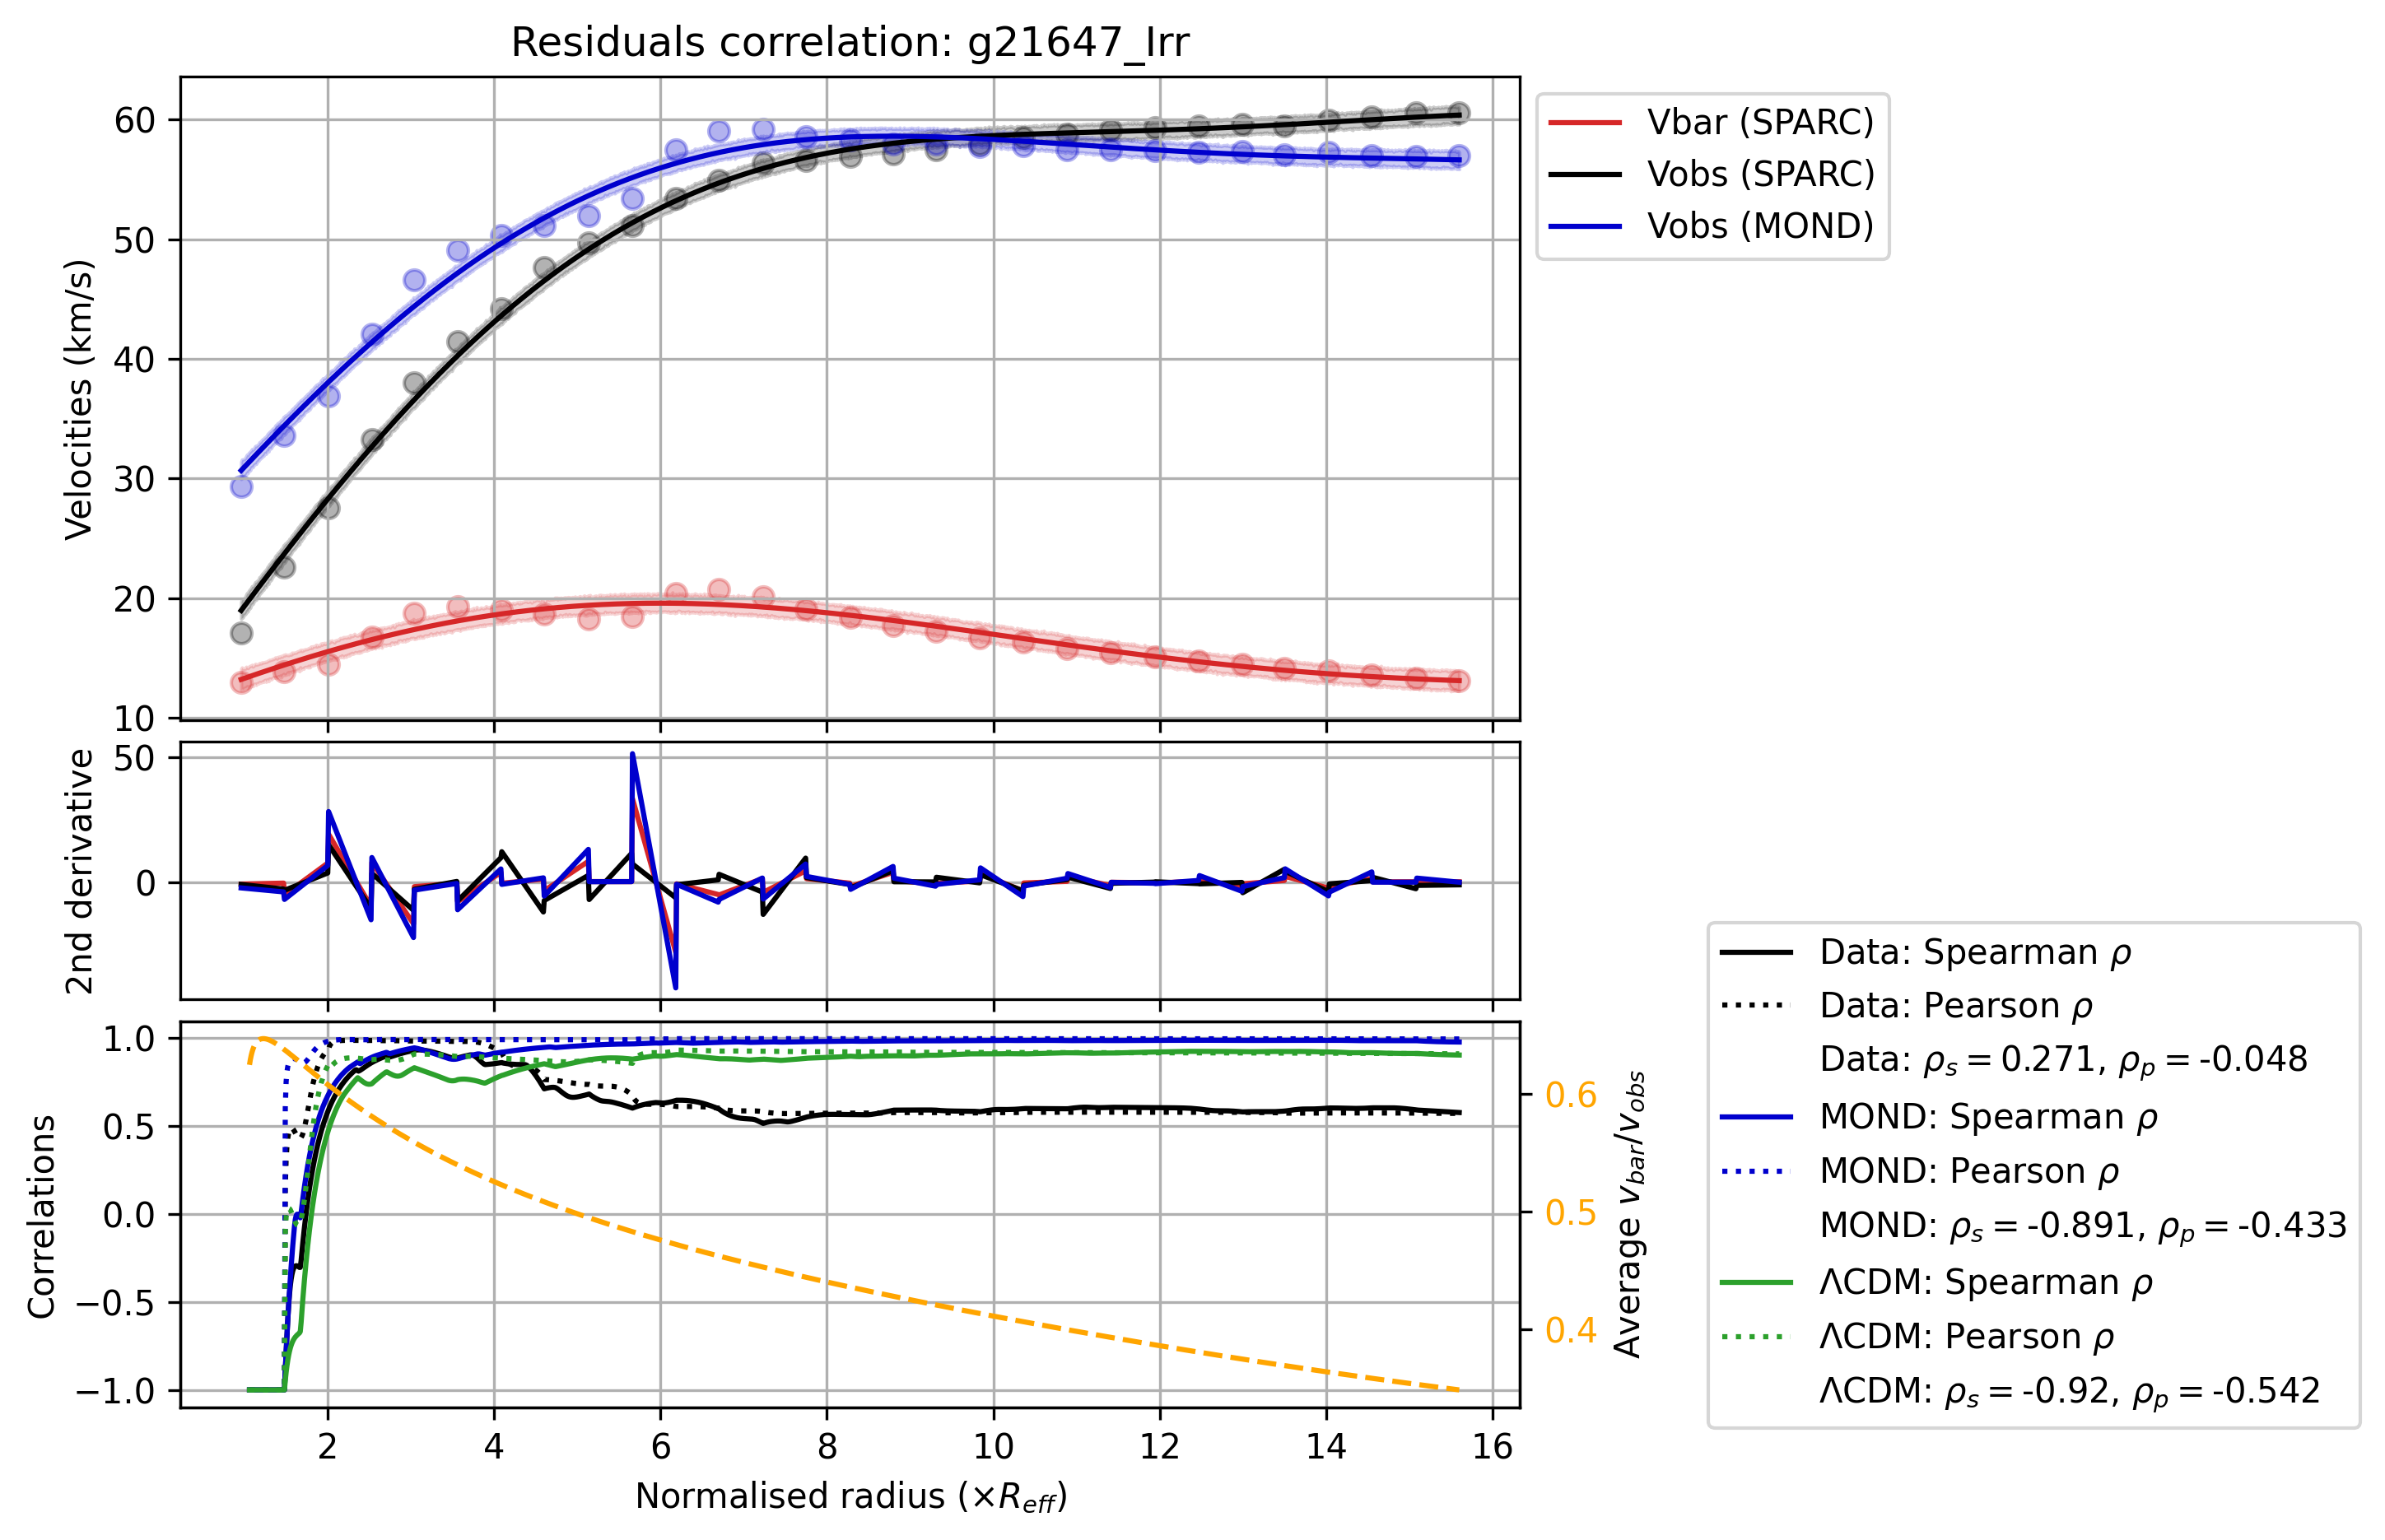 Residuals correlation: g21647_Irr
60
50
40
30
20
10
Velocities (km/s)
Vbar (SPARC)
Vobs (SPARC)
Vobs (MOND)
50
0
2nd derivative
1.0
0.5
0.0
−0.5
−1.0
Correlations
0.6
0.5
0.4
Average v_bar/v_obs
2 4 6 8 10 12 14 16
Normalised radius (×R_eff)
Data: Spearman ρ
Data: Pearson ρ
Data: ρ_s = 0.271, ρ_p = -0.048
MOND: Spearman ρ
MOND: Pearson ρ
MOND: ρ_s = -0.891, ρ_p = -0.433
ΛCDM: Spearman ρ
ΛCDM: Pearson ρ
ΛCDM: ρ_s = -0.92, ρ_p = -0.542